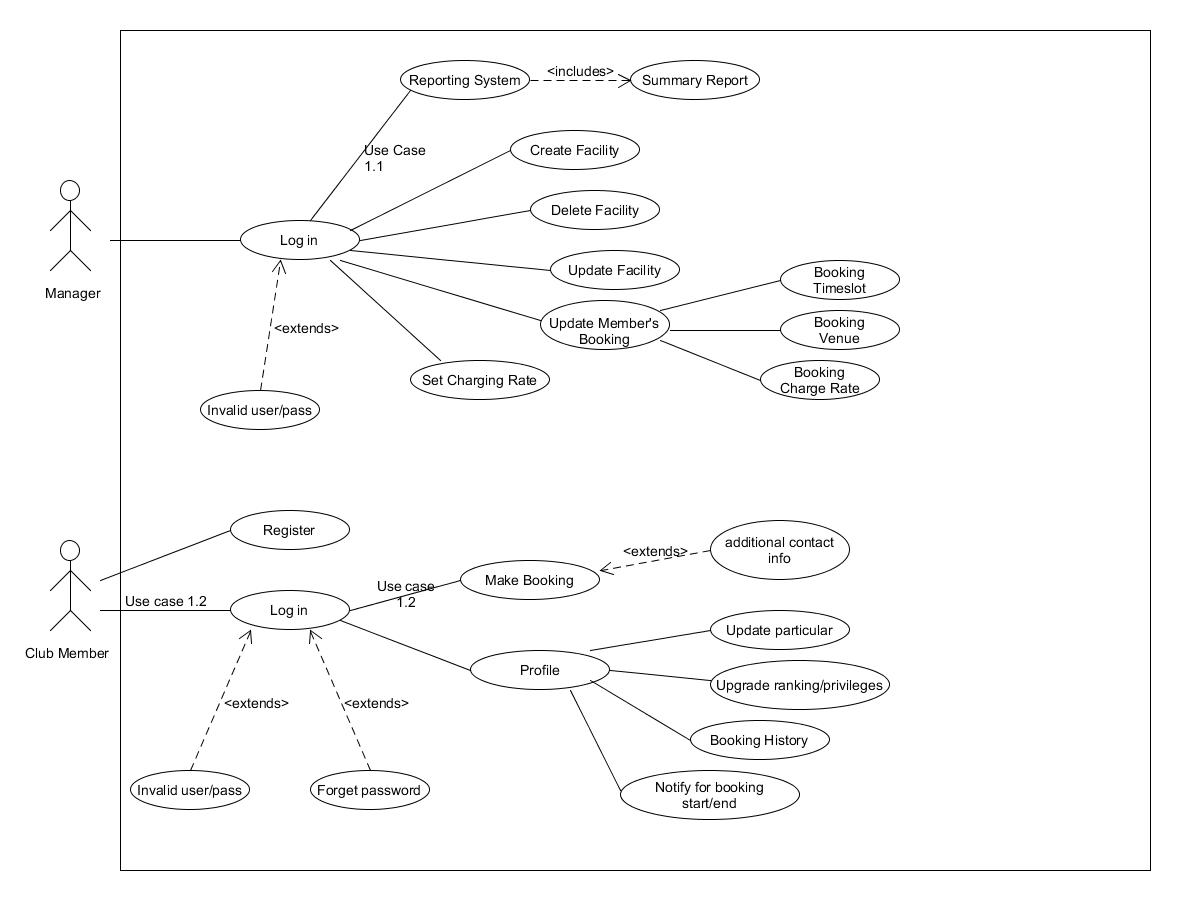 Reporting System
<includes>
Summary Report
Use Case
1.1
Create Facility
Delete Facility
Log in
Update Facility
Manager
Booking
Timeslot
<extends>
Update Member's
Booking
Booking
Venue
Set Charging Rate
Booking
Charge Rate
Invalid user/pass
Register
additional contact
info
<extends>
Make Booking
Use case
1.2
Use case 1.2
Log in
Club Member
Update particular
Profile
Upgrade ranking/privileges
<extends>
<extends>
Booking History
Invalid user/pass
Forget password
Notify for booking
start/end